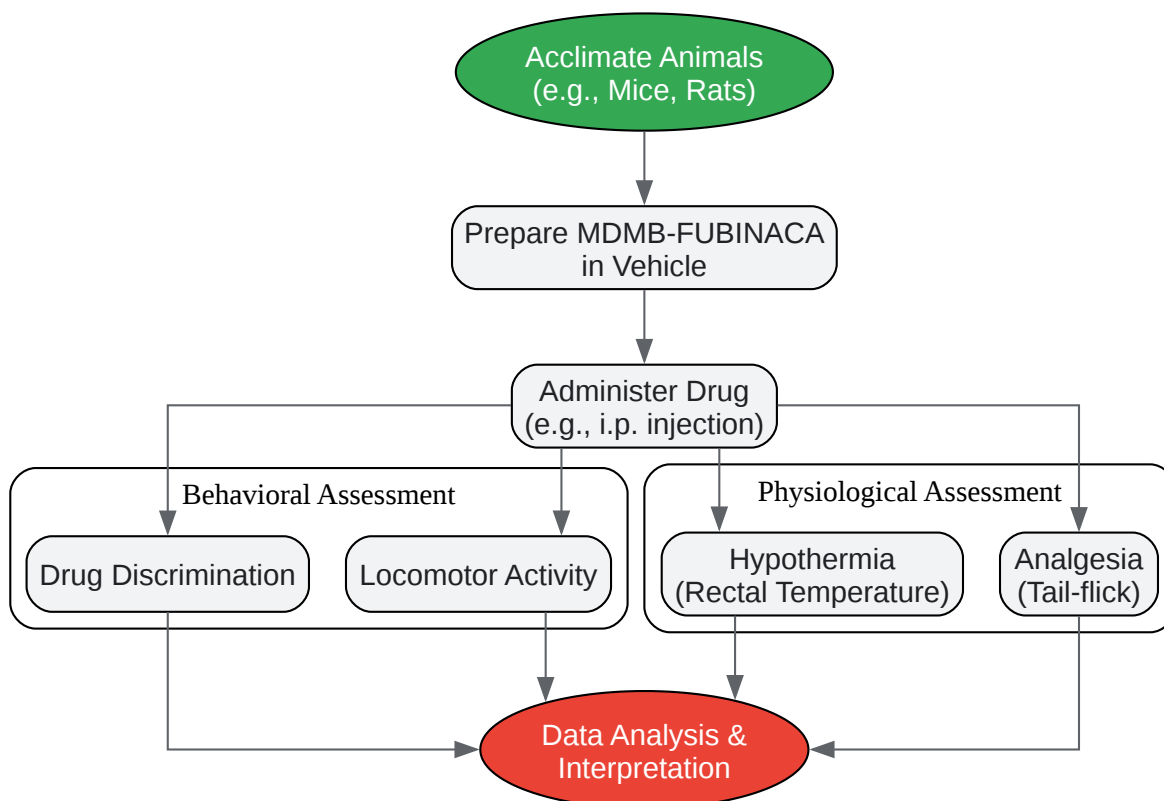 Acclimate Animals
(e.g., Mice, Rats)
Prepare MDMB-FUBINACA
in Vehicle
Administer Drug
(e.g., i.p. injection)
Behavioral Assessment
Drug Discrimination
Locomotor Activity
Physiological Assessment
Hypothermia
(Rectal Temperature)
Analgesia
(Tail-flick)
Data Analysis &
Interpretation